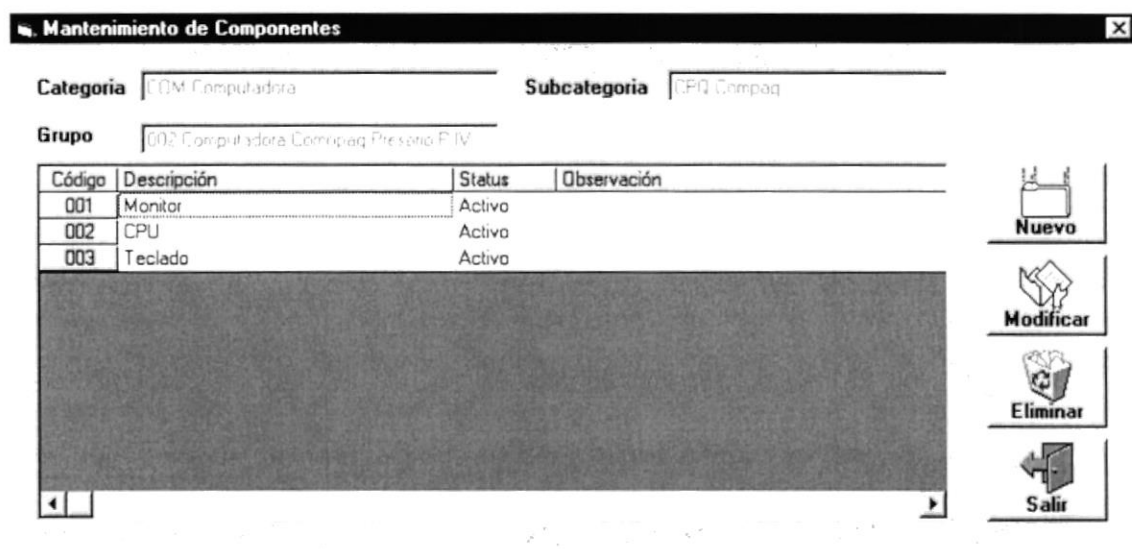 Mantenimiento de Componentes
Categoria COM Computadora Subcategoria CPQ Compaq
Grupo 002 Computadora Comopaq Presario P.IV
Código Descripción Status Observación
001 Monitor Activo
002 CPU Activo
003 Teclado Activo
Nuevo
Modificar
Eliminar
Salir